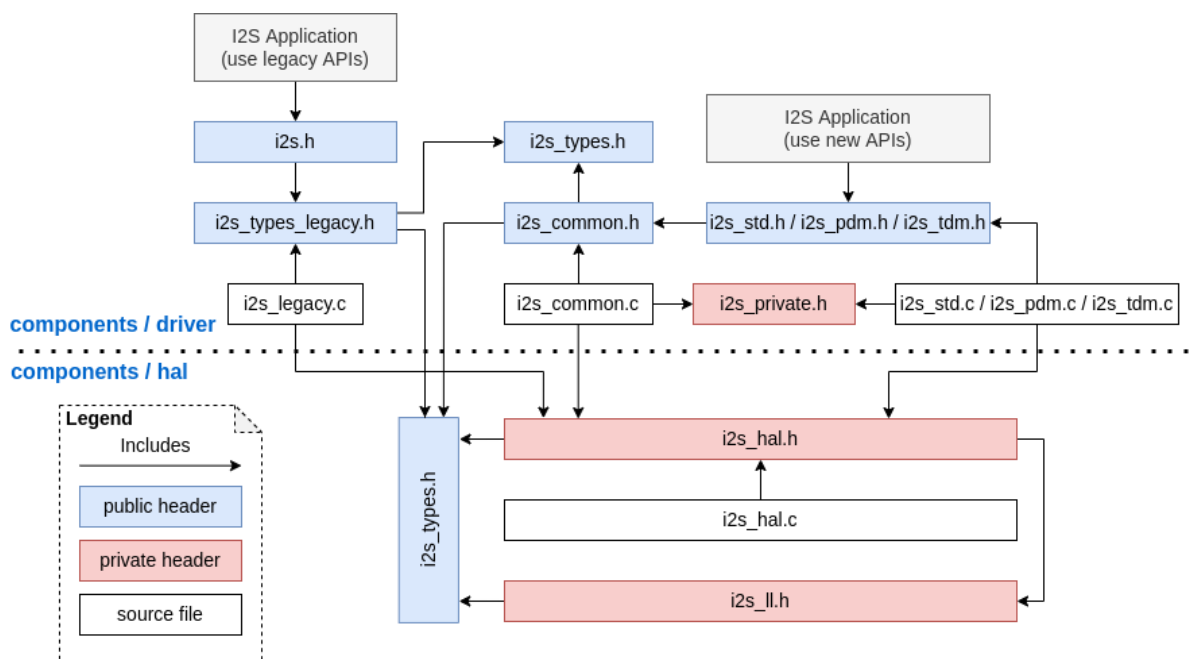 I2S Application
(use legacy APIs)
i2s.h
i2s_types.h
I2S Application
(use new APIs)
i2s_types_legacy.h
i2s_common.h
i2s_std.h / i2s_pdm.h / i2s_tdm.h
i2s_legacy.c
i2s_common.c
i2s_private.h
i2s_std.c / i2s_pdm.c / i2s_tdm.c
components / driver
components / hal
Legend
Includes
public header
private header
source file
i2s_types.h
i2s_hal.h
i2s_hal.c
i2s_ll.h